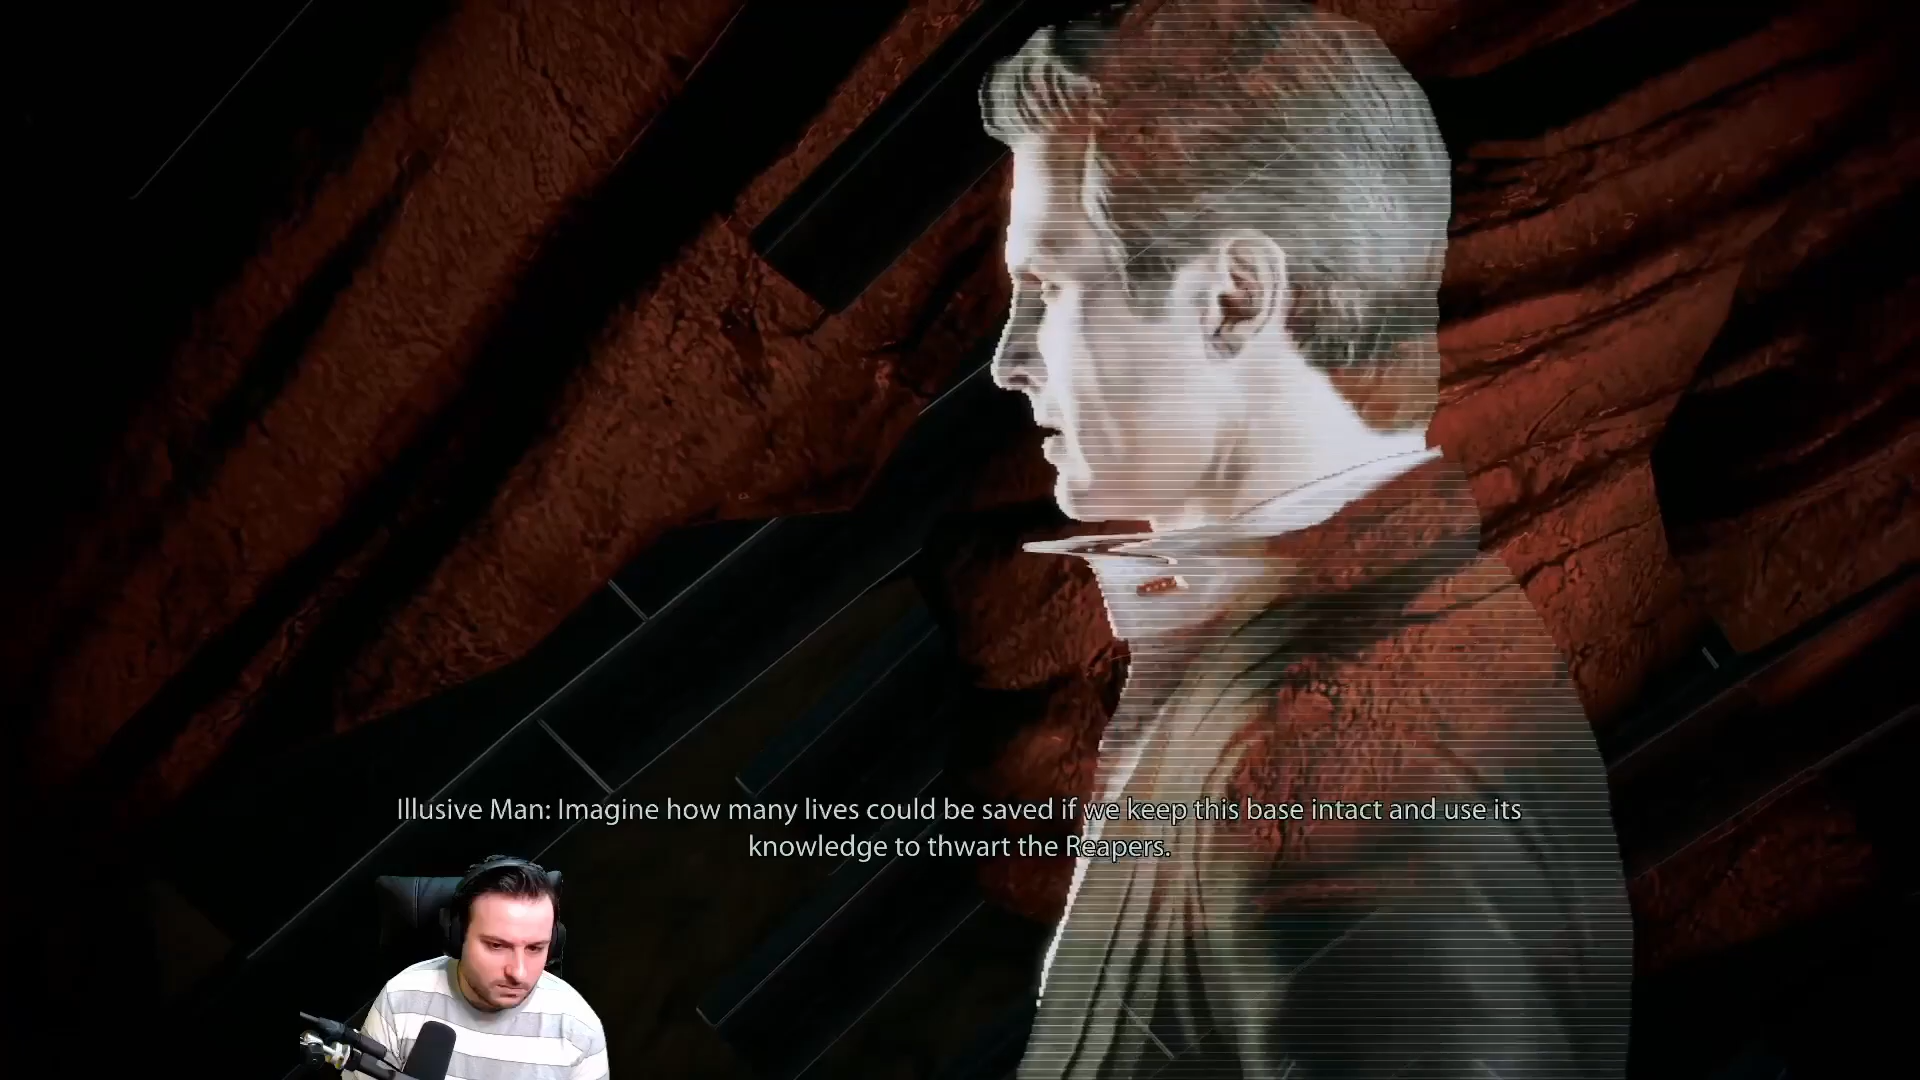 Illusive Man: Imagine how many lives could be saved if we keep this base intact and use its
knowledge to thwart the Reapers.